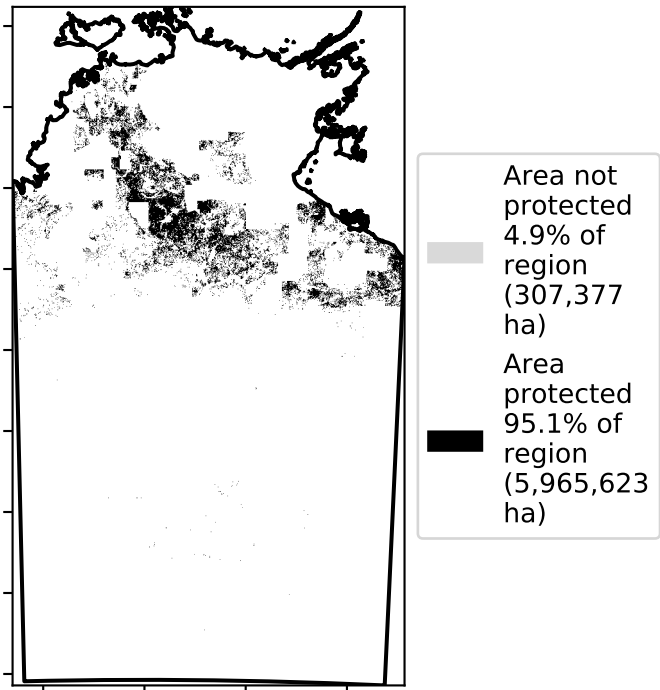 Area not
protected
4.9% of
region
(307,377
ha)
Area
protected
95.1% of
region
(5,965,623
ha)